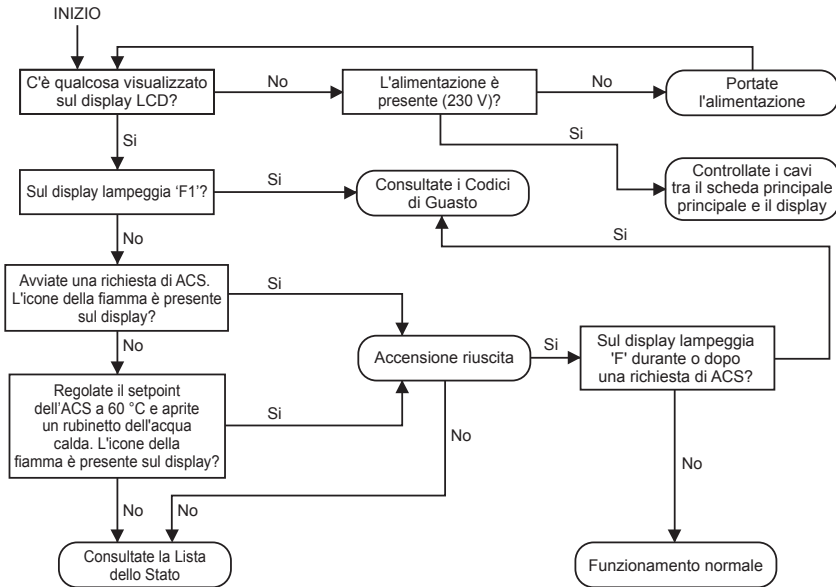 INIZIO
C'è qualcosa visualizzato
sul display LCD?
No
L'alimentazione è
presente (230 V)?
No
Portate
l'alimentazione
Si
Si
Controllate i cavi
tra il scheda principale
principale e il display
Sul display lampeggia ‘F1’?
Si
Consultate i Codici
di Guasto
No
Si
Avviate una richiesta di ACS.
L'icone della fiamma è presente
sul display?
Si
No
Accensione riuscita
Si
Sul display lampeggia
'F' durante o dopo
una richiesta di ACS?
Regolate il setpoint
dell'ACS a 60 °C e aprite
un rubinetto dell'acqua
calda. L'icone della
fiamma è presente sul display?
Si
No
No
No
No
Consultate la Lista
dello Stato
Funzionamento normale